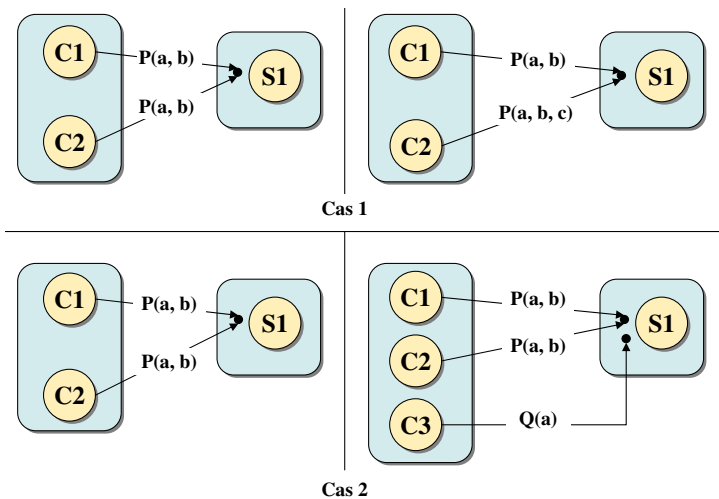 C1
P(a, b)
S1
P(a, b)
C2
C1
P(a, b)
S1
P(a, b, c)
C2
Cas 1
C1
P(a, b)
S1
P(a, b)
C2
C1
P(a, b)
S1
P(a, b)
C2
C3
Q(a)
Cas 2